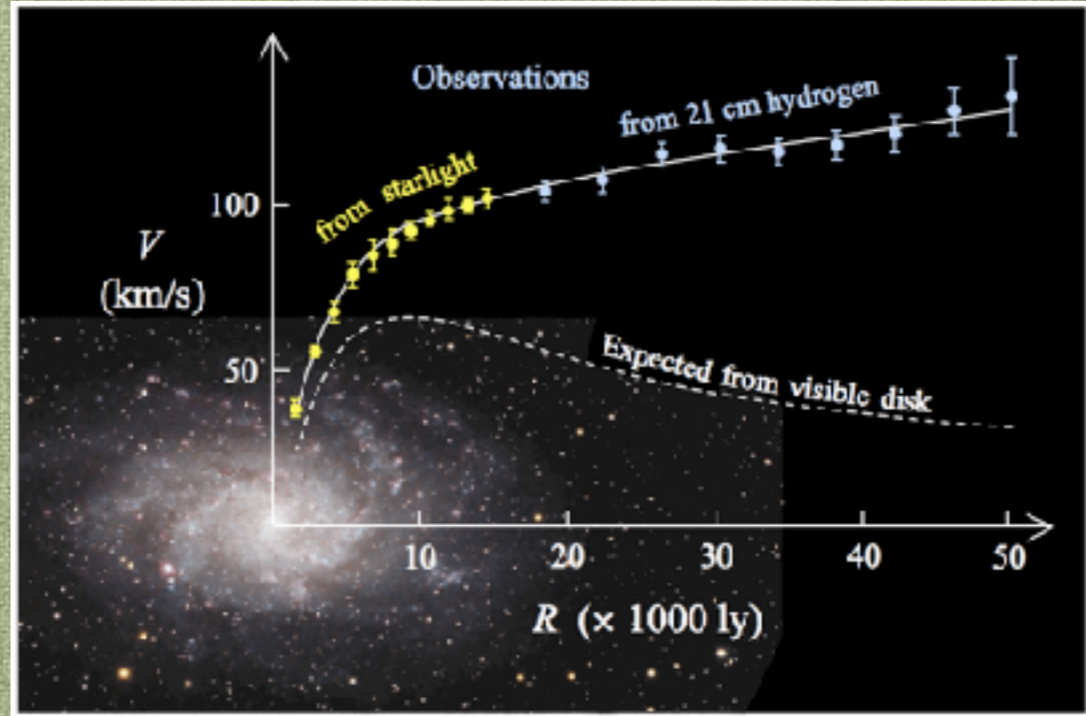 Observations
from 21 cm hydrogen
from starlight
100
V
(km/s)
50
Expected from visible disk
10 20 30 40 50
R (× 1000 ly)